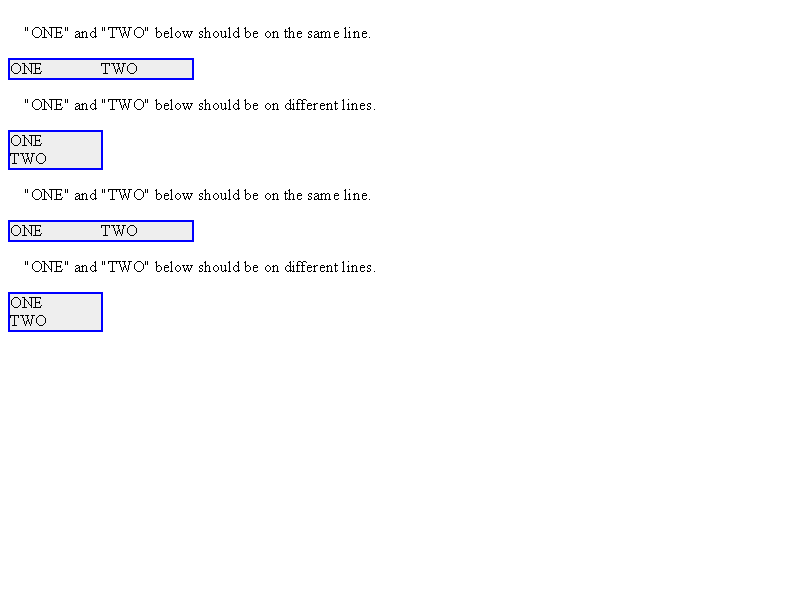 "ONE" and "TWO" below should be on the same line.
ONE TWO
"ONE" and "TWO" below should be on different lines.
ONE
TWO
"ONE" and "TWO" below should be on the same line.
ONE TWO
"ONE" and "TWO" below should be on different lines.
ONE
TWO